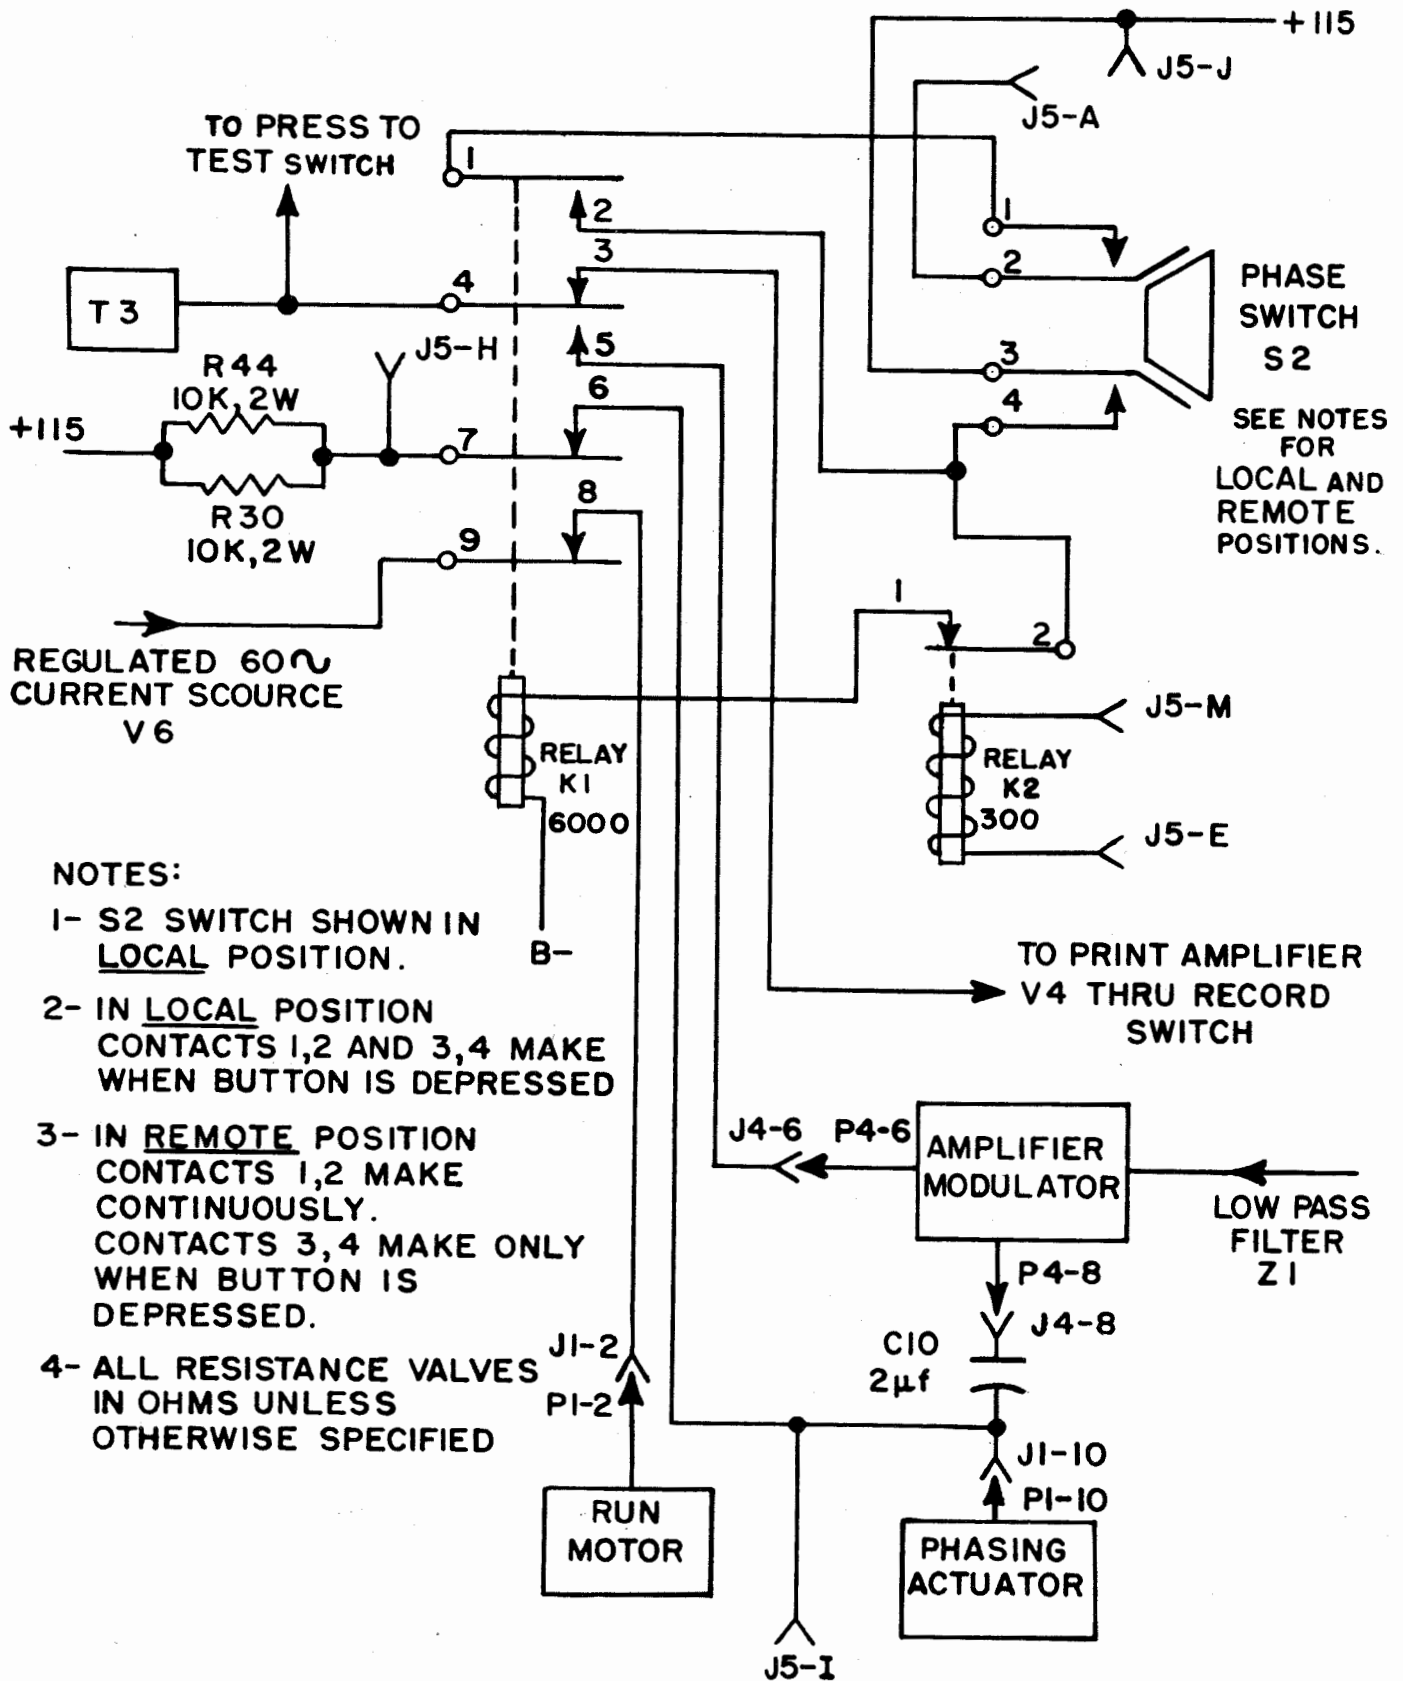 +115
J5-J
J5-A
TO PRESS TO
TEST SWITCH
1
2
3
4
5
6
7
8
9
T3
J5-H
R44
10K, 2W
+115
R30
10K, 2W
REGULATED 60∿
CURRENT SCOURCE
V6
1
2
3
4
PHASE
SWITCH
S2
SEE NOTES
FOR
LOCAL AND
REMOTE
POSITIONS.
1
2
RELAY
K1
6000
B-
J5-M
RELAY
K2
300
J5-E
NOTES:
1- S2 SWITCH SHOWN IN
LOCAL POSITION.
2- IN LOCAL POSITION
CONTACTS 1,2 AND 3,4 MAKE
WHEN BUTTON IS DEPRESSED
3- IN REMOTE POSITION
CONTACTS 1,2 MAKE
CONTINUOUSLY.
CONTACTS 3,4 MAKE ONLY
WHEN BUTTON IS
DEPRESSED.
4- ALL RESISTANCE VALVES
IN OHMS UNLESS
OTHERWISE SPECIFIED
TO PRINT AMPLIFIER
V4 THRU RECORD
SWITCH
J4-6
P4-6
AMPLIFIER
MODULATOR
LOW PASS
FILTER
Z1
P4-8
J4-8
C10
2µf
J1-2
P1-2
J1-10
P1-10
RUN
MOTOR
PHASING
ACTUATOR
J5-I